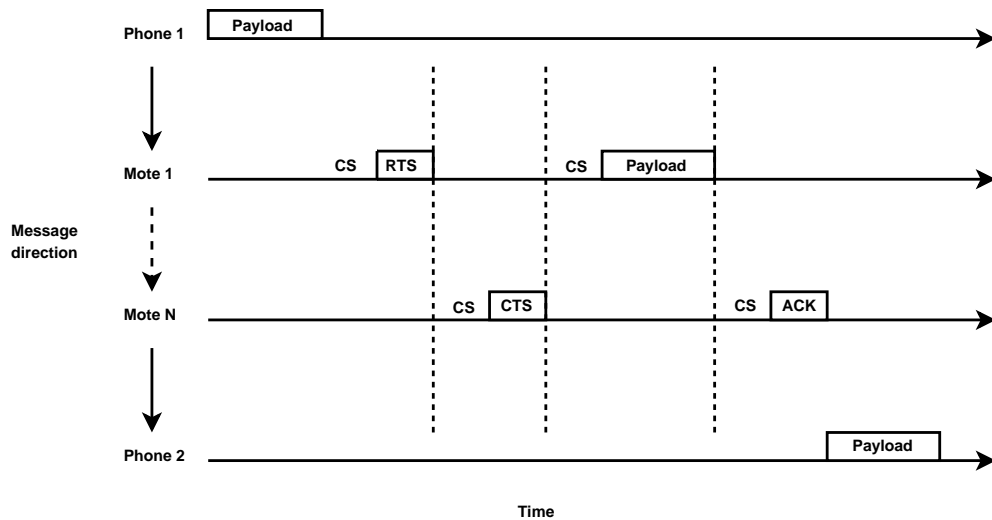 Phone 1
Payload
Mote 1
CS
RTS
CS
Payload
Message
direction
Mote N
CS
CTS
CS
ACK
Phone 2
Payload
Time